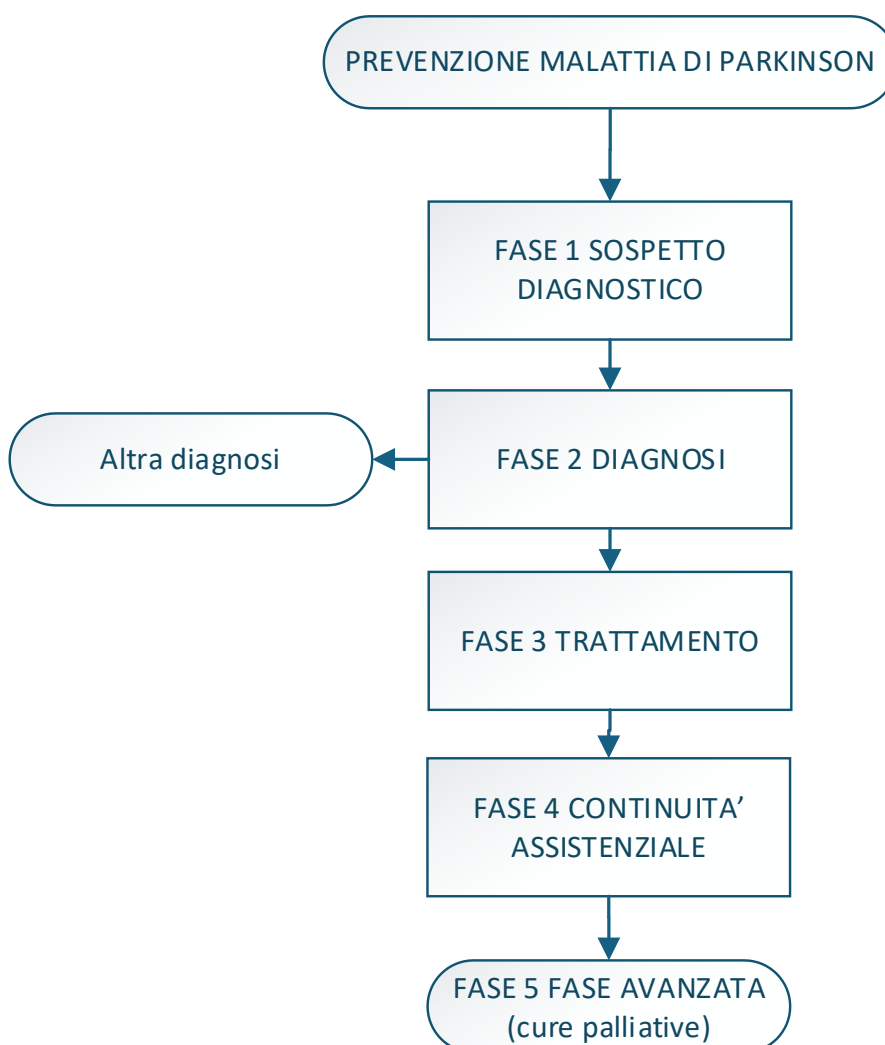 PREVENZIONE MALATTIA DI PARKINSON
FASE 1 SOSPETTO
DIAGNOSTICO
Altra diagnosi
FASE 2 DIAGNOSI
FASE 3 TRATTAMENTO
FASE 4 CONTINUITA’
ASSISTENZIALE
FASE 5 FASE AVANZATA
(cure palliative)